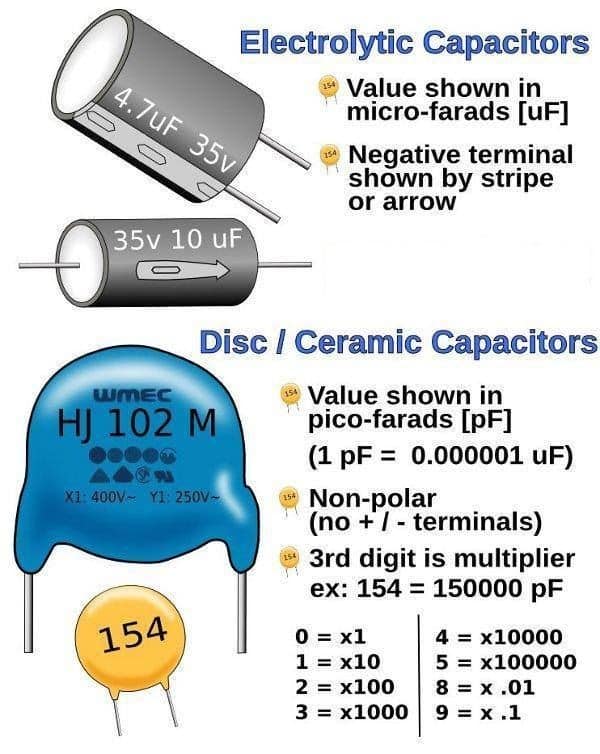 Electrolytic Capacitors
154
Value shown in
micro-farads [uF]
154
Negative terminal
shown by stripe
or arrow
4.7uF 35v
35v 10 uF
Disc / Ceramic Capacitors
154
Value shown in
pico-farads [pF]
(1 pF = 0.000001 uF)
154
Non-polar
(no + / - terminals)
154
3rd digit is multiplier
ex: 154 = 150000 pF
WMEC
HJ 102 M
X1: 400V~ Y1: 250V~
154
0 = x1
1 = x10
2 = x100
3 = x1000
4 = x10000
5 = x100000
8 = x .01
9 = x .1